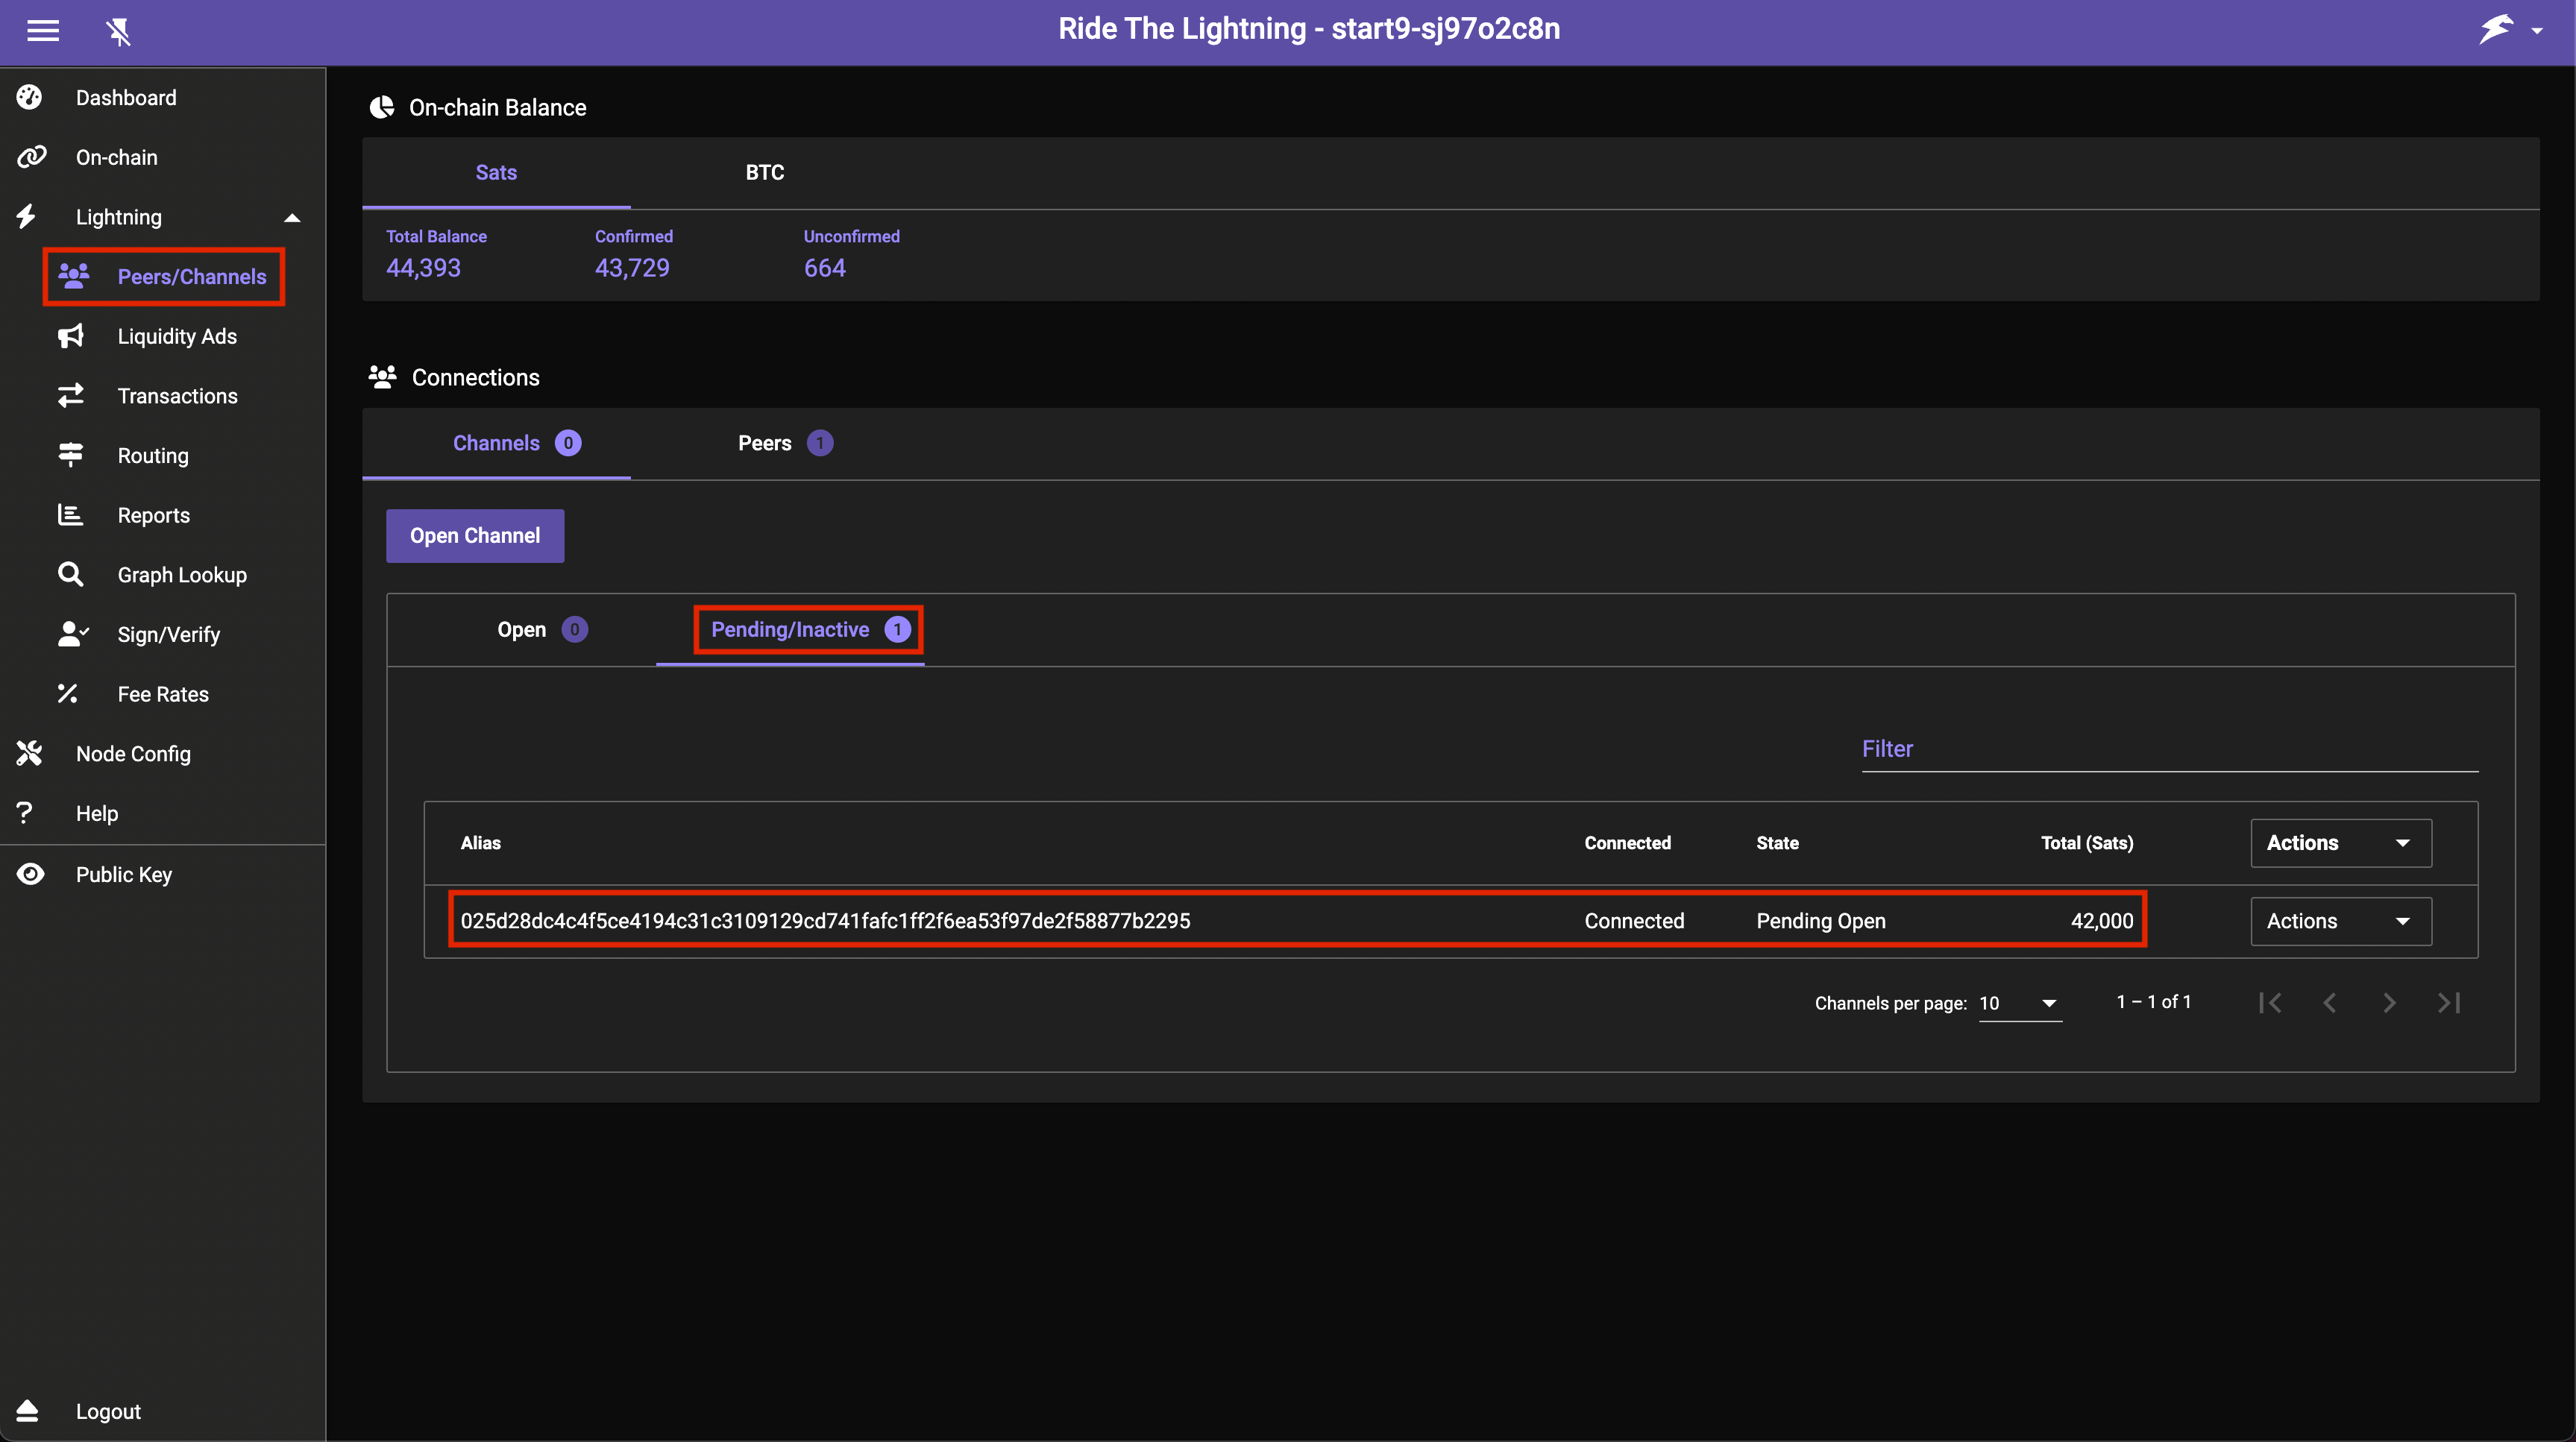 Ride The Lightning - start9-sj97o2c8n
Dashboard
On-chain
Lightning
Peers/Channels
Liquidity Ads
Transactions
Routing
Reports
Graph Lookup
Sign/Verify
Fee Rates
Node Config
Help
Public Key
Logout
On-chain Balance
Sats BTC
Total Balance Confirmed Unconfirmed
44,393 43,729 664
Connections
Channels 0 Peers 1
Open Channel
Open 0 Pending/Inactive 1
Filter
Alias Connected State Total (Sats) Actions
025d28dc4c4f5ce4194c31c3109129cd741fafc1ff2f6ea53f97de2f58877b2295 Connected Pending Open 42,000 Actions
Channels per page: 10 1 – 1 of 1